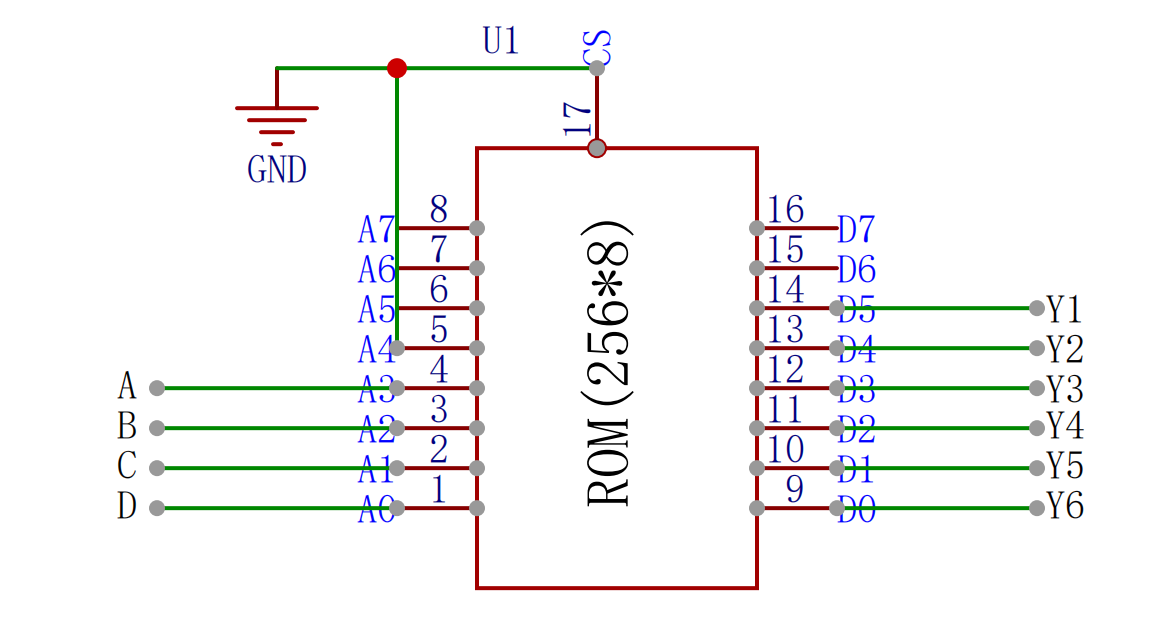 U1
CS
17
GND
A7 8 16 D7
A6 7 15 D6
A5 6 14 D5 Y1
A4 5 13 D4 Y2
A A3 4 12 D3 Y3
B A2 3 11 D2 Y4
C A1 2 10 D1 Y5
D A0 1 9 D0 Y6
ROM(256*8)